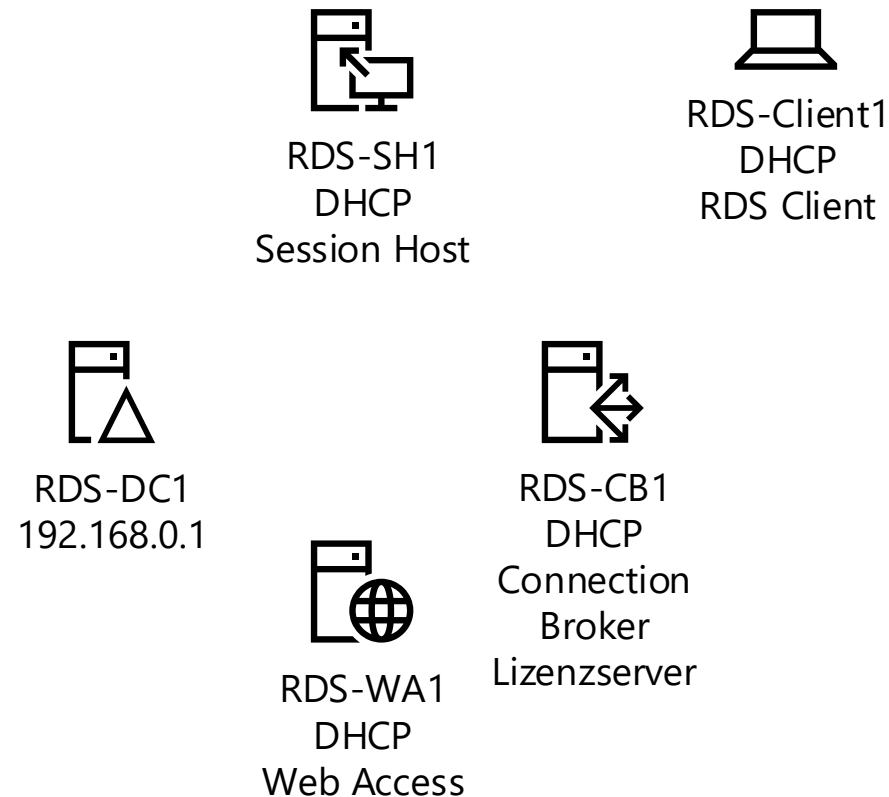 RDS-SH1
DHCP
Session Host
RDS-Client1
DHCP
RDS Client
RDS-DC1
192.168.0.1
RDS-CB1
DHCP
Connection
Broker
Lizenzserver
RDS-WA1
DHCP
Web Access